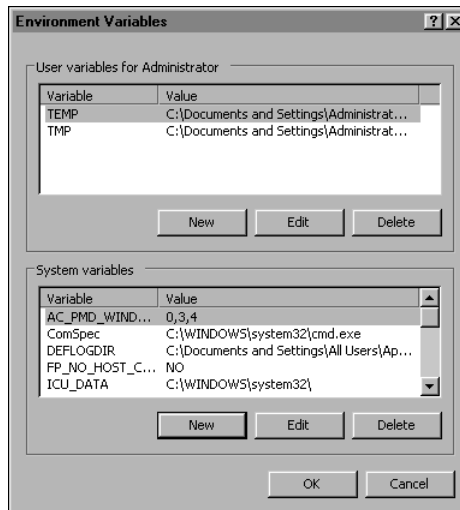 Environment Variables
User variables for Administrator
Variable Value
TEMP C:\Documents and Settings\Administrat...
TMP C:\Documents and Settings\Administrat...
New Edit Delete
System variables
Variable Value
AC_PMD_WIND... 0,3,4
ComSpec C:\WINDOWS\system32\cmd.exe
DEFLOGDIR C:\Documents and Settings\All Users\Ap...
FP_NO_HOST_C... NO
ICU_DATA C:\WINDOWS\system32\
New Edit Delete
OK Cancel